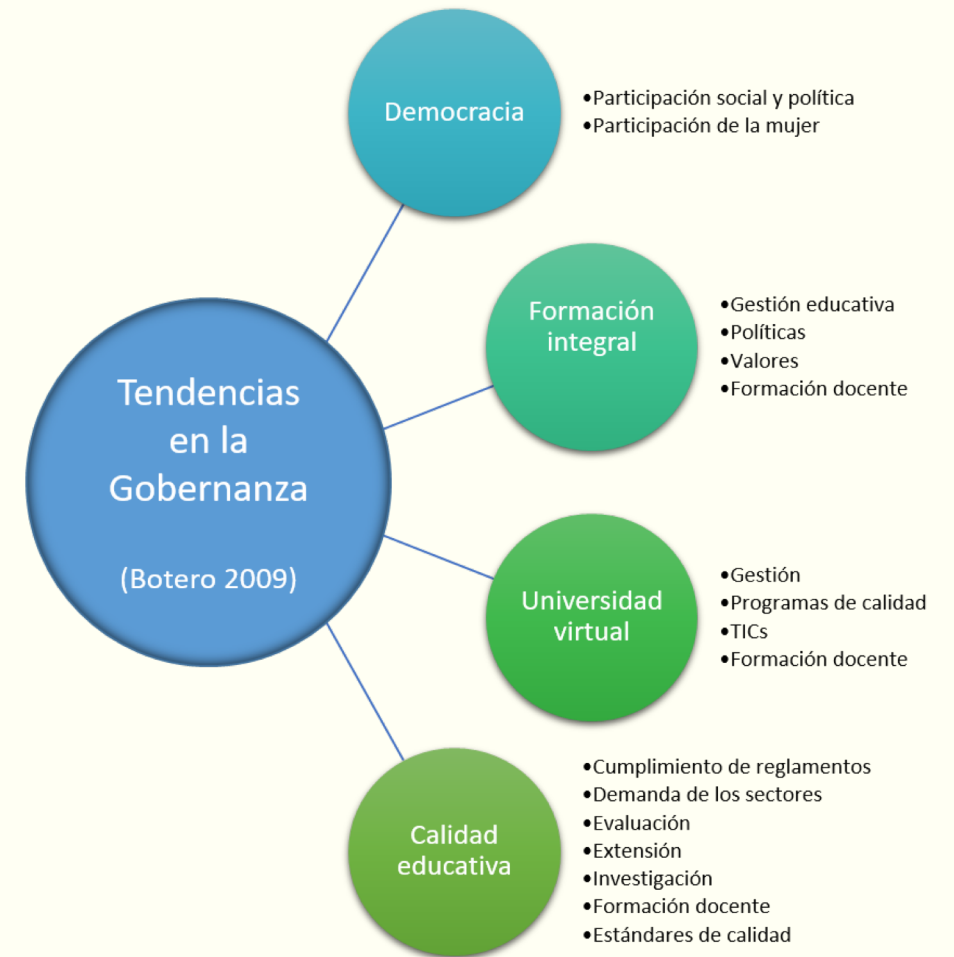 Democracia
•Participación social y política
•Participación de la mujer
Formación
integral
•Gestión educativa
•Políticas
•Valores
•Formación docente
Tendencias
en la
Gobernanza
(Botero 2009)
Universidad
virtual
•Gestión
•Programas de calidad
•TICs
•Formación docente
Calidad
educativa
•Cumplimiento de reglamentos
•Demanda de los sectores
•Evaluación
•Extensión
•Investigación
•Formación docente
•Estándares de calidad